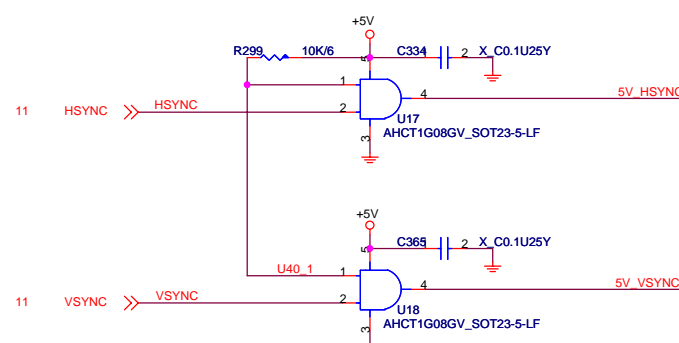 +5V
R299 10K/6 C334 1 2 X_C0.1U25Y
5
1
11 HSYNC HSYNC 2 4 5V_HSYNC
U17
3 AHCT1G08GV_SOT23-5-LF
+5V
C365 1 2 X_C0.1U25Y
5
U40_1 1
11 VSYNC VSYNC 2 4 5V_VSYNC
U18
3 AHCT1G08GV_SOT23-5-LF